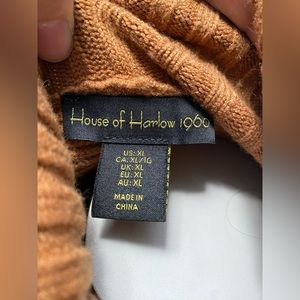 House of Harlow 1960
US: XL
CA: XL/TG
UK: XL
EU: XL
AU: XL
MADE IN
CHINA